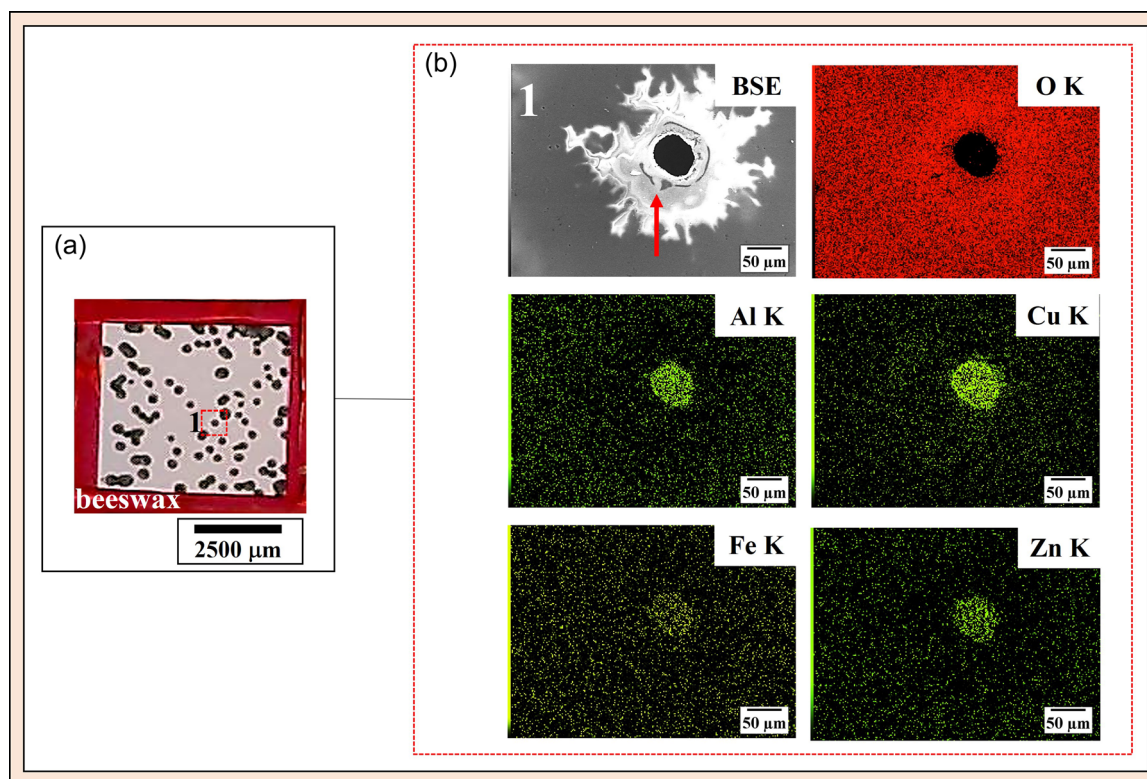 (a)
1
beeswax
2500 µm
(b)
1
BSE
50 µm
O K
50 µm
Al K
50 µm
Cu K
50 µm
Fe K
50 µm
Zn K
50 µm